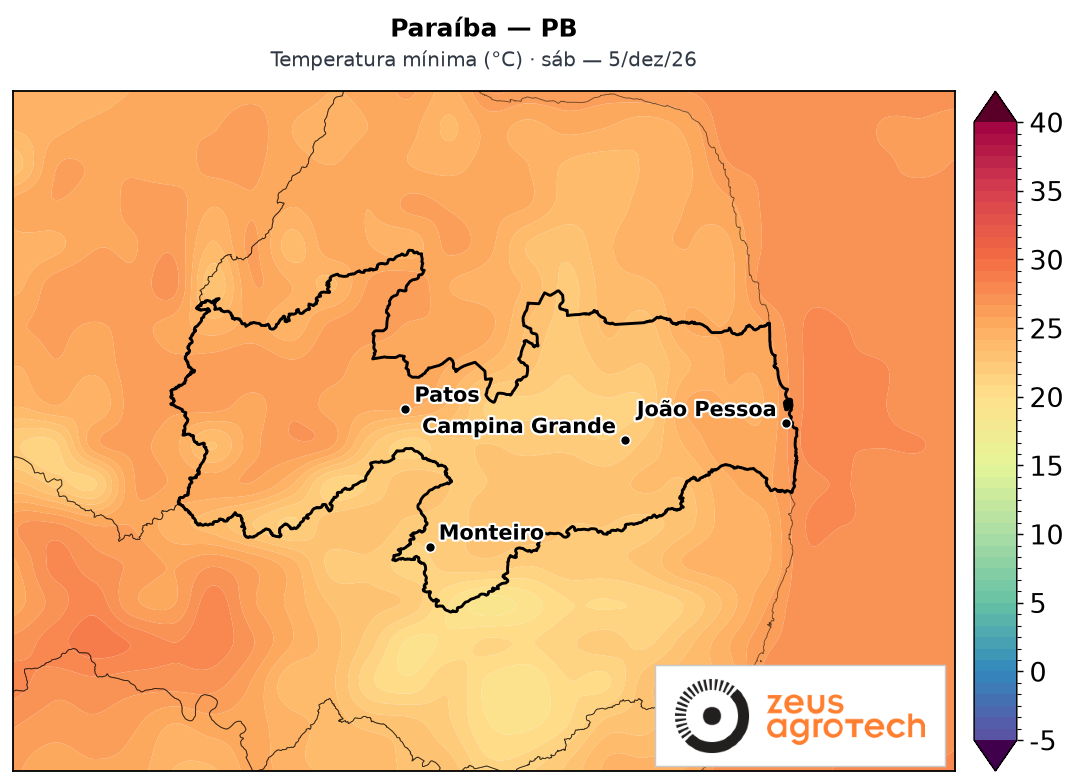 Paraíba — PB
Temperatura mínima (°C) · sáb — 5/dez/26
40
35
30
25
20
15
10
5
0
-5
Patos
João Pessoa
Campina Grande
Monteiro
zeus
agrotech